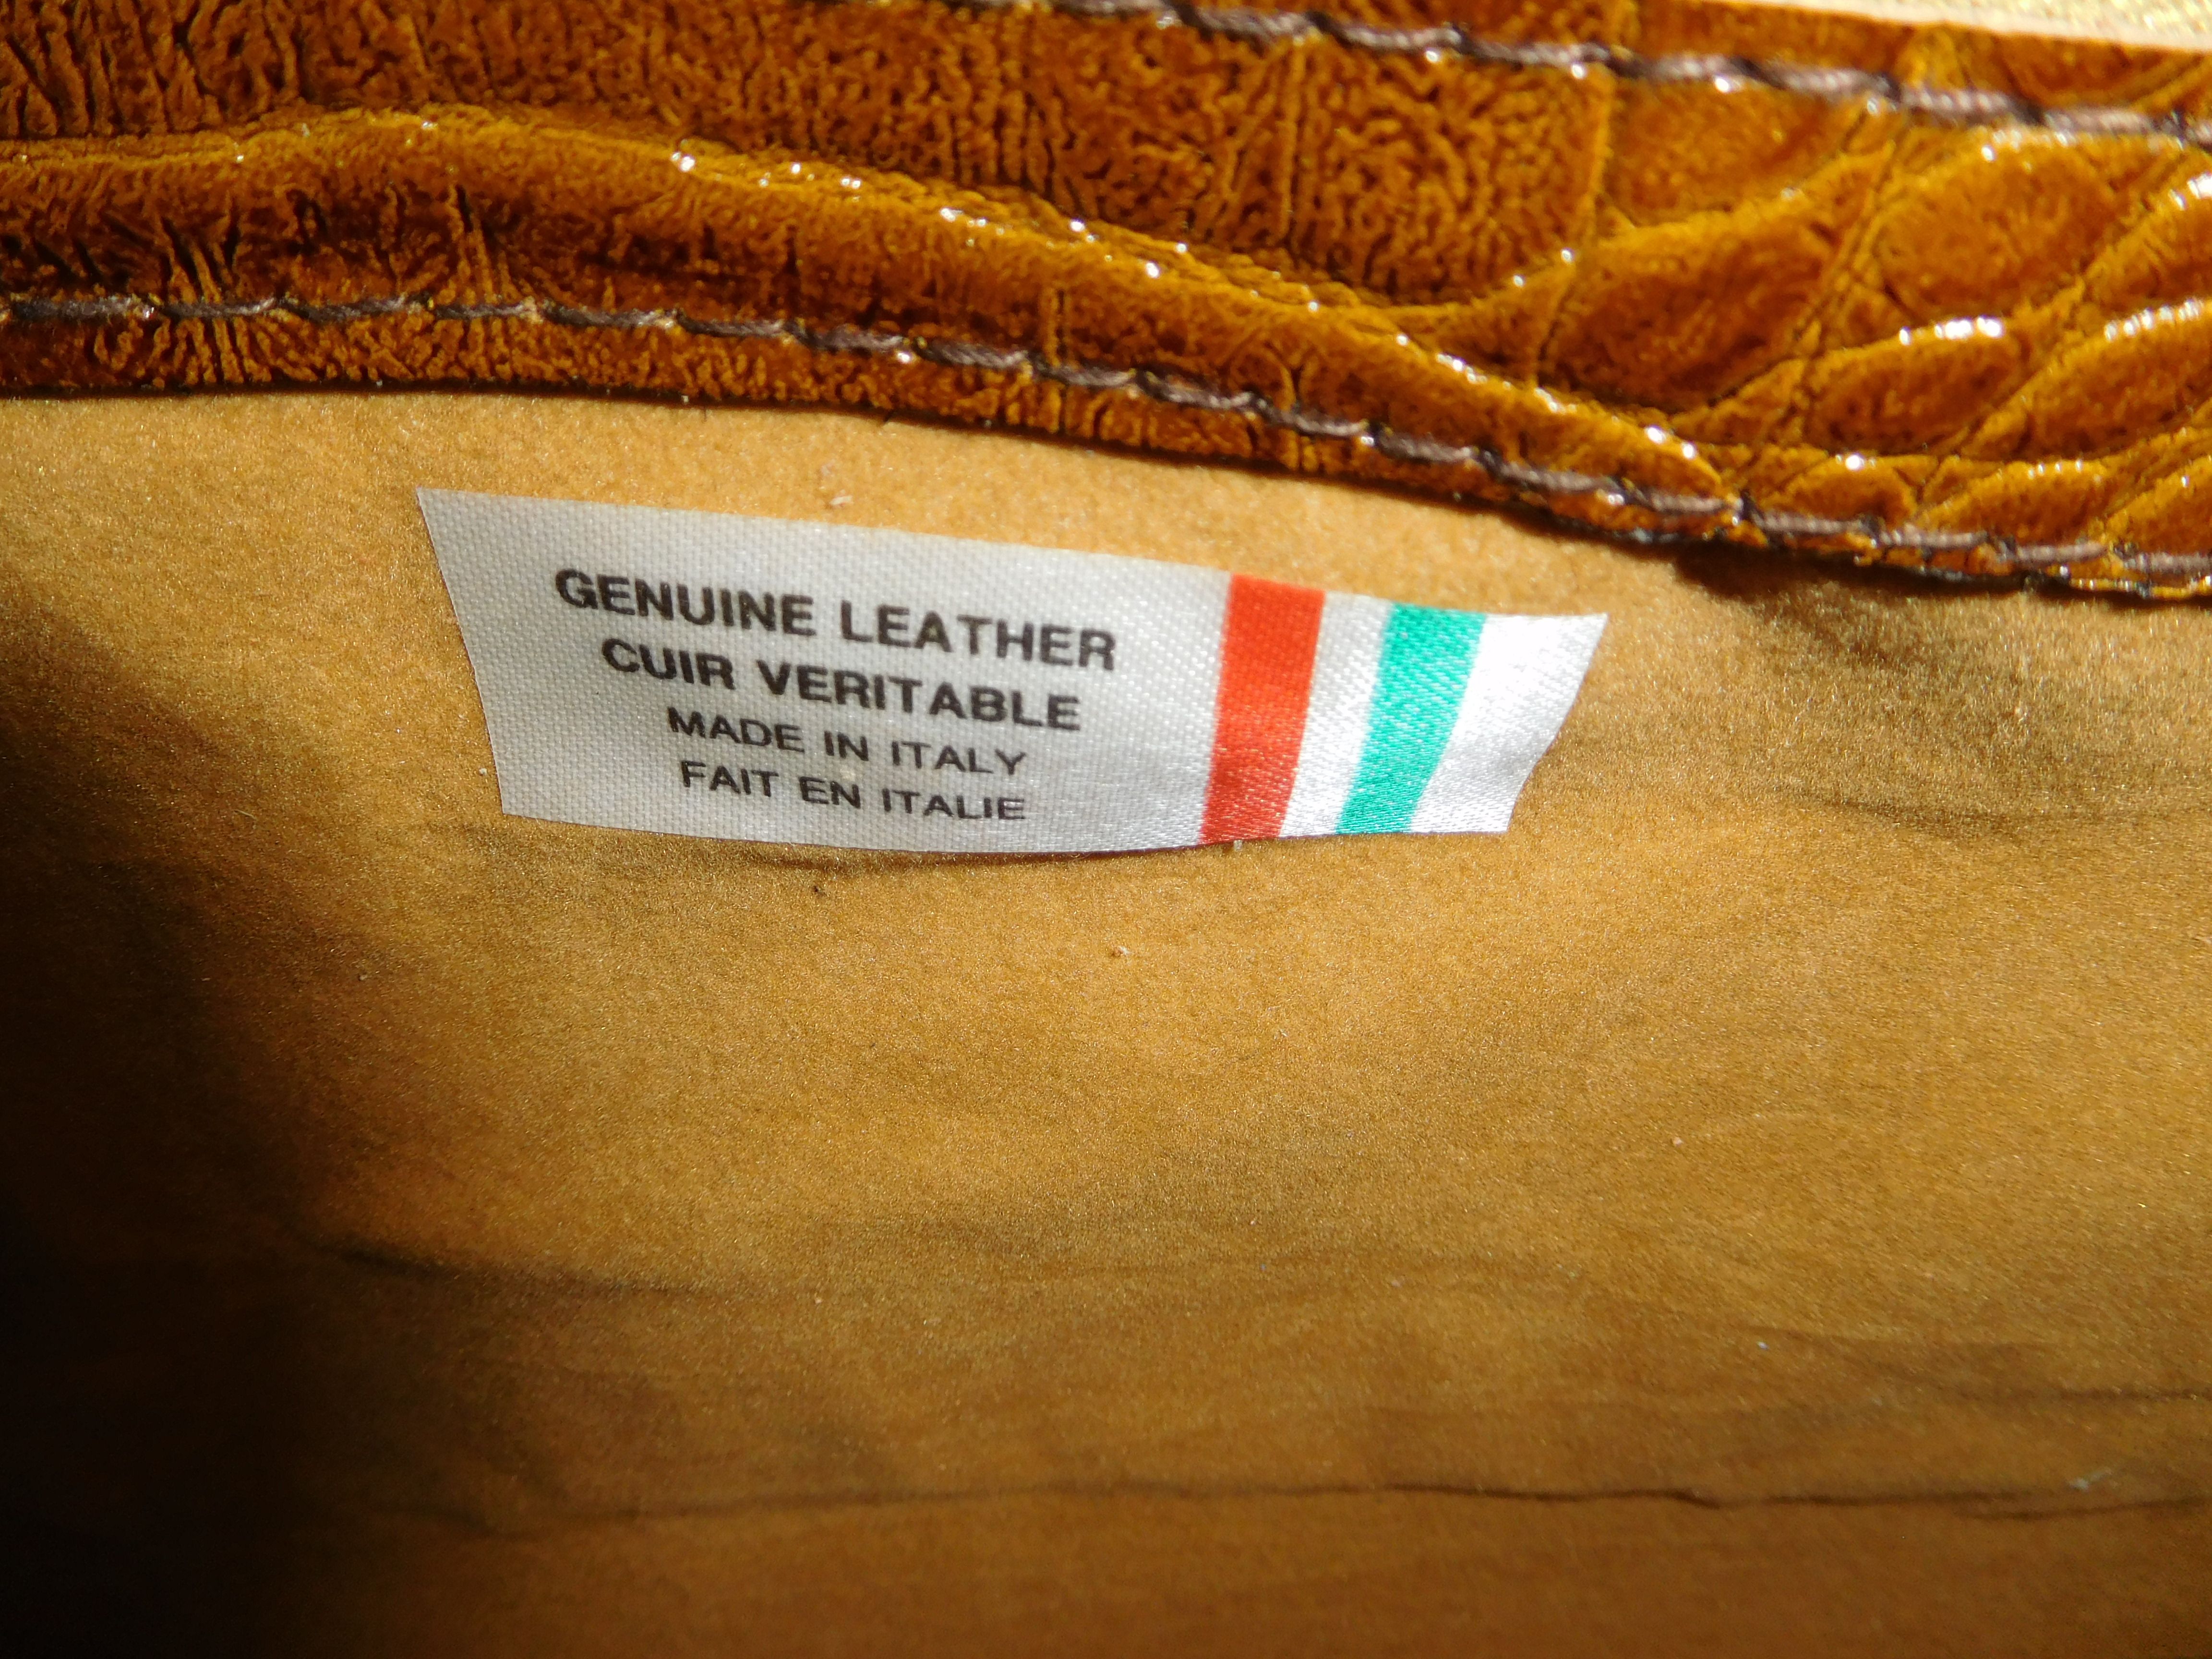 GENUINE LEATHER
CUIR VERITABLE
MADE IN ITALY
FAIT EN ITALIE